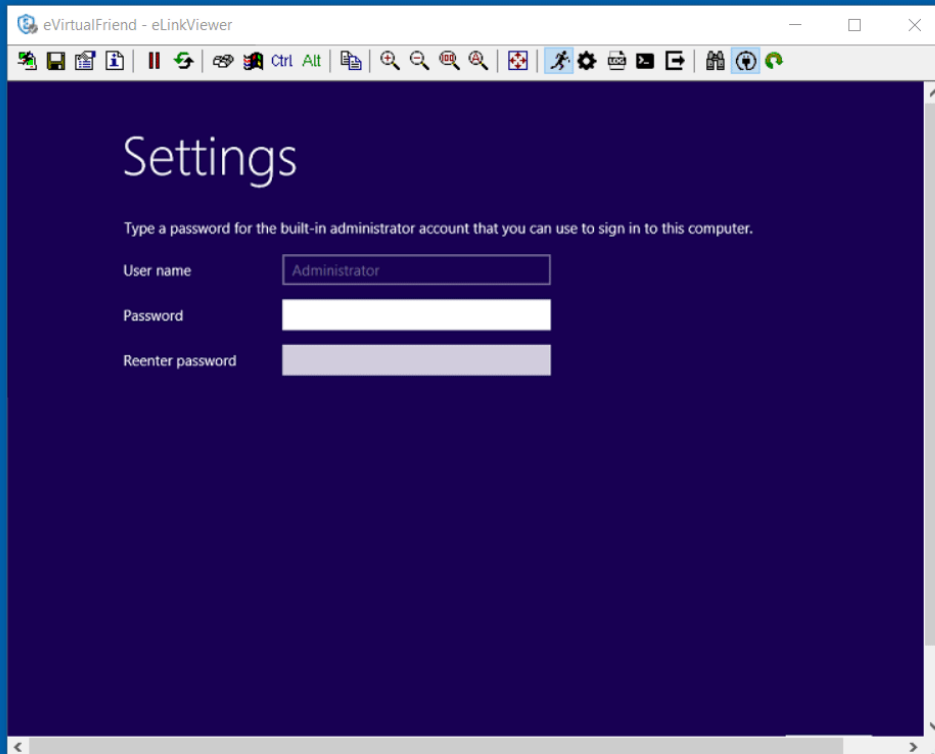 eVirtualFriend - eLinkViewer
Ctrl Alt
Settings
Type a password for the built-in administrator account that you can use to sign in to this computer.
User name Administrator
Password
Reenter password